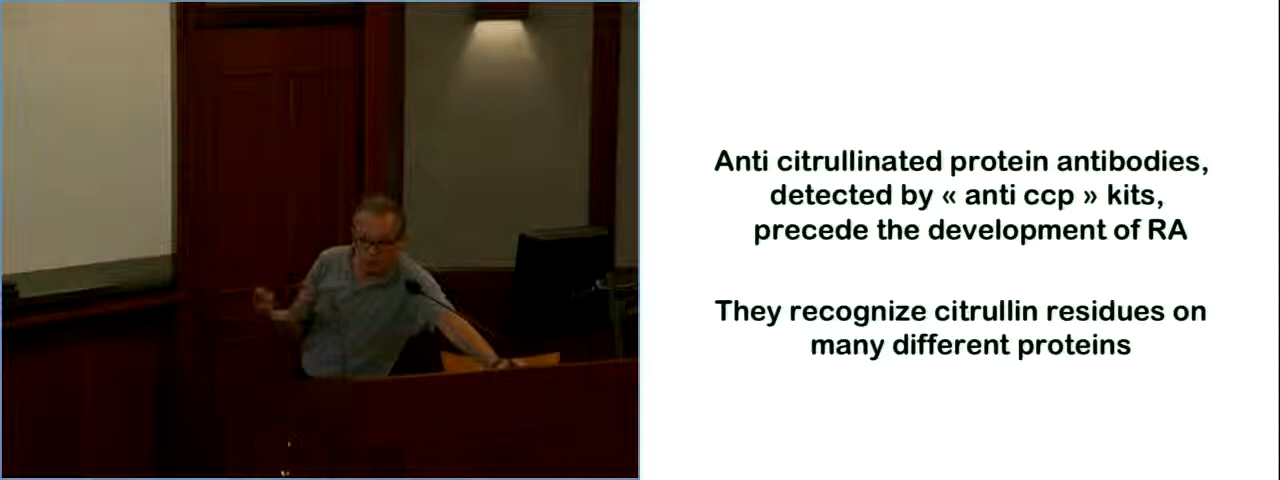 Anti citrullinated protein antibodies,
detected by « anti ccp » kits,
precede the development of RA
They recognize citrullin residues on
many different proteins